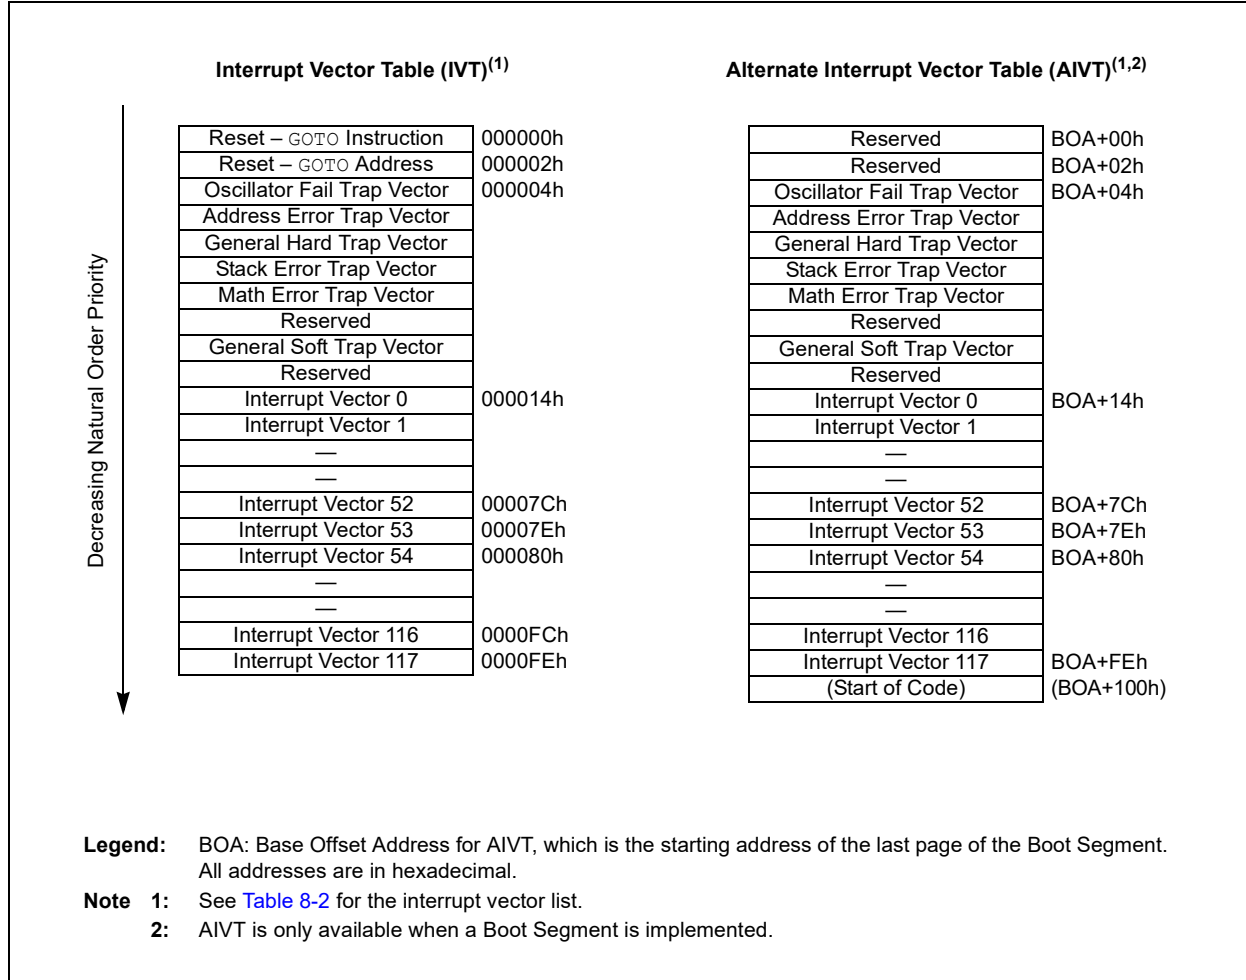 Interrupt Vector Table (IVT)(1)
Decreasing Natural Order Priority
Reset – GOTO Instruction 000000h
Reset – GOTO Address 000002h
Oscillator Fail Trap Vector 000004h
Address Error Trap Vector
General Hard Trap Vector
Stack Error Trap Vector
Math Error Trap Vector
Reserved
General Soft Trap Vector
Reserved
Interrupt Vector 0 000014h
Interrupt Vector 1
—
—
Interrupt Vector 52 00007Ch
Interrupt Vector 53 00007Eh
Interrupt Vector 54 000080h
—
—
Interrupt Vector 116 0000FCh
Interrupt Vector 117 0000FEh
Alternate Interrupt Vector Table (AIVT)(1,2)
Reserved BOA+00h
Reserved BOA+02h
Oscillator Fail Trap Vector BOA+04h
Address Error Trap Vector
General Hard Trap Vector
Stack Error Trap Vector
Math Error Trap Vector
Reserved
General Soft Trap Vector
Reserved
Interrupt Vector 0 BOA+14h
Interrupt Vector 1
—
—
Interrupt Vector 52 BOA+7Ch
Interrupt Vector 53 BOA+7Eh
Interrupt Vector 54 BOA+80h
—
—
Interrupt Vector 116
Interrupt Vector 117 BOA+FEh
(Start of Code) (BOA+100h)
Legend: BOA: Base Offset Address for AIVT, which is the starting address of the last page of the Boot Segment.
All addresses are in hexadecimal.
Note 1: See Table 8-2 for the interrupt vector list.
2: AIVT is only available when a Boot Segment is implemented.